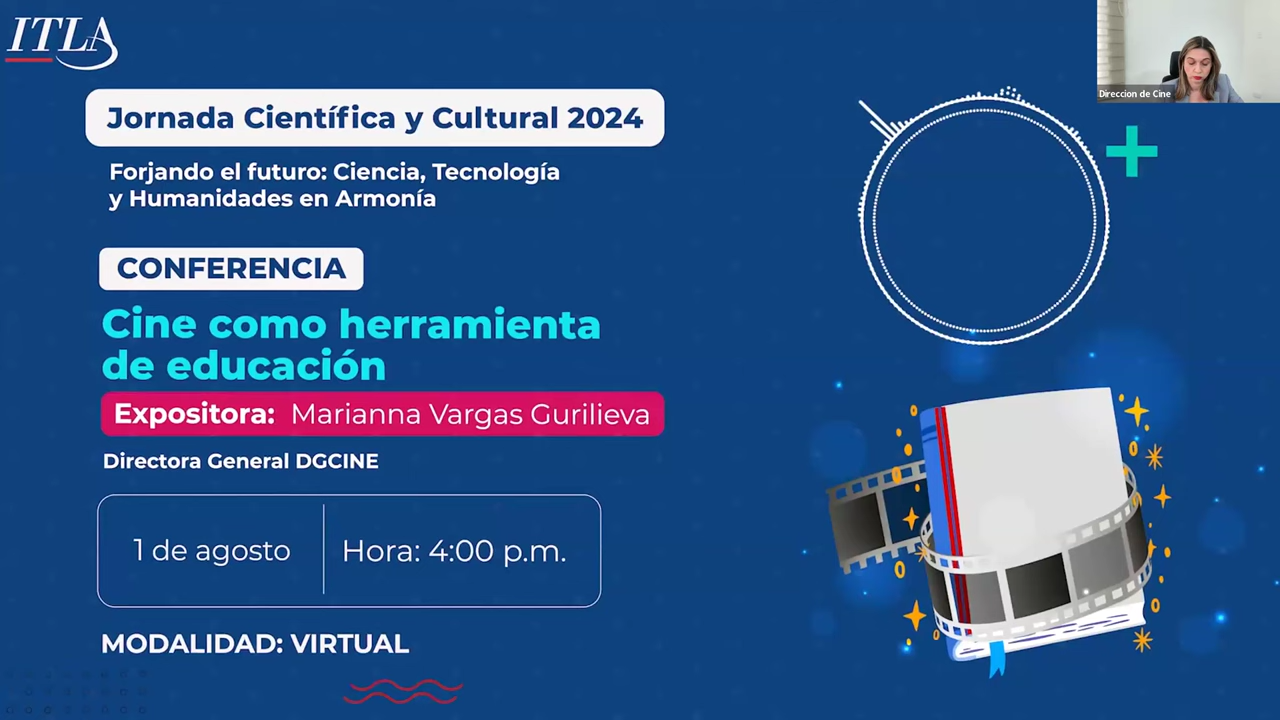 ITLA
Direccion de Cine
Jornada Científica y Cultural 2024
Forjando el futuro: Ciencia, Tecnología
y Humanidades en Armonía
CONFERENCIA
Cine como herramienta
de educación
Expositora: Marianna Vargas Gurilieva
Directora General DGCINE
1 de agosto
Hora: 4:00 p.m.
MODALIDAD: VIRTUAL